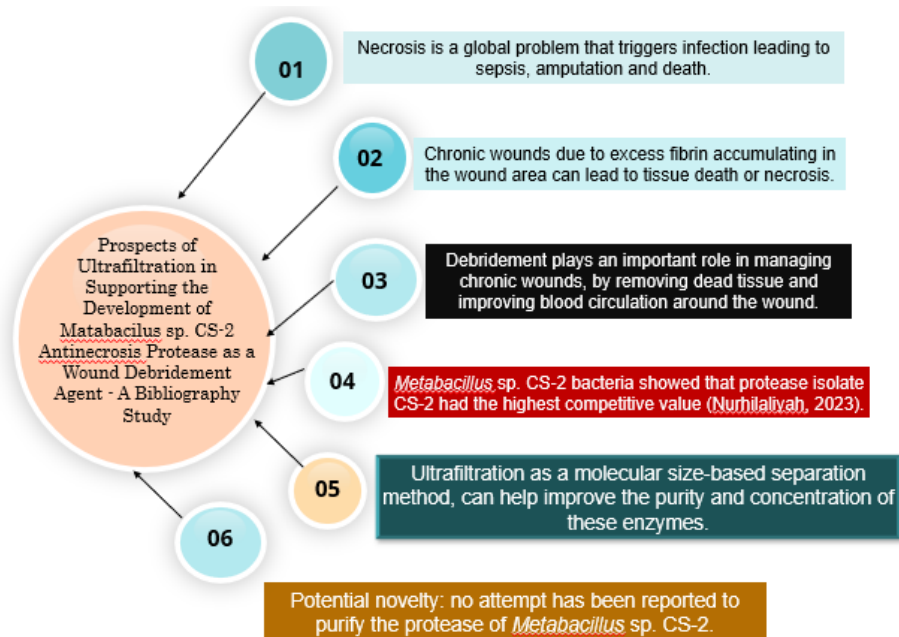 01
Necrosis is a global problem that triggers infection leading to
sepsis, amputation and death.
02
Chronic wounds due to excess fibrin accumulating in
the wound area can lead to tissue death or necrosis.
Prospects of
Ultrafiltration in
Supporting the
Development of
Matabacilus sp. CS-2
Antinecrosis Protease as a
Wound Debridement
Agent - A Bibliography
Study
03
Debridement plays an important role in managing
chronic wounds, by removing dead tissue and
improving blood circulation around the wound.
04
Metabacillus sp. CS-2 bacteria showed that protease isolate
CS-2 had the highest competitive value (Nurhilaliyah, 2023).
05
Ultrafiltration as a molecular size-based separation
method, can help improve the purity and concentration of
these enzymes.
06
Potential novelty: no attempt has been reported to
purify the protease of Metabacillus sp. CS-2.